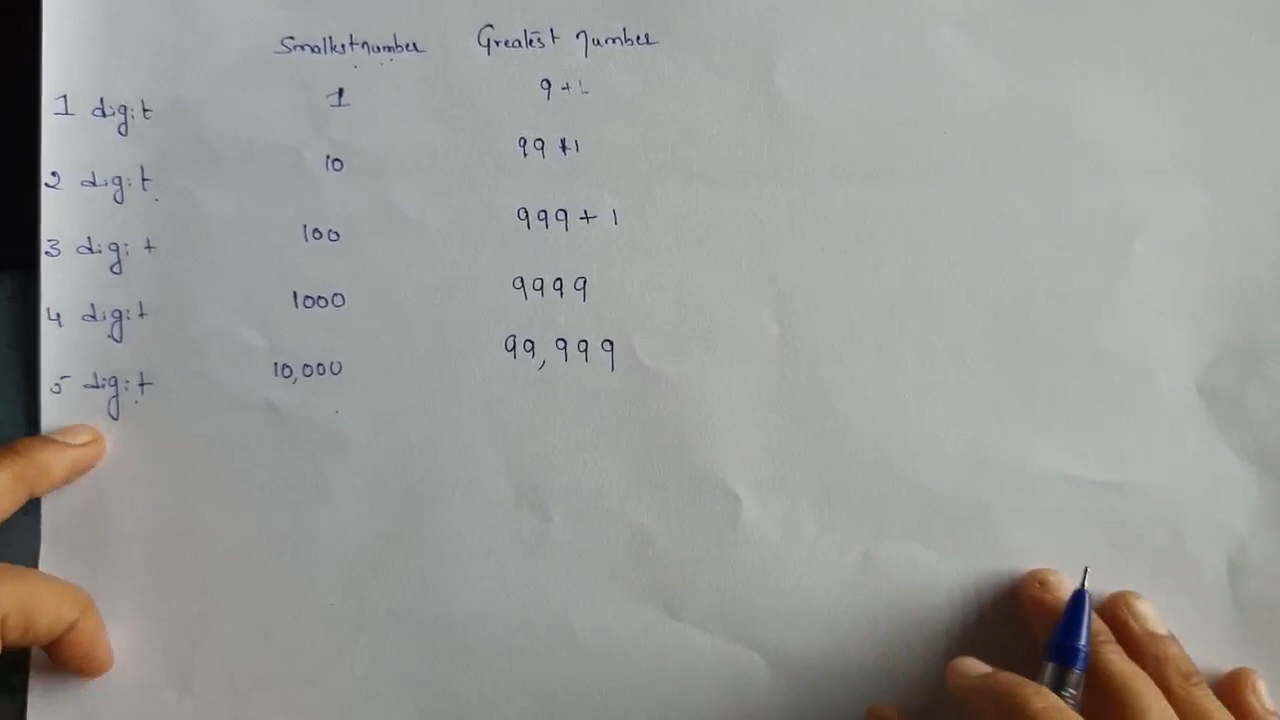 Smallest number Greatest number
1 digit 1 9+1
2 digit 10 99+1
3 digit 100 999+1
4 digit 1000 9999
5 digit 10,000 99,999